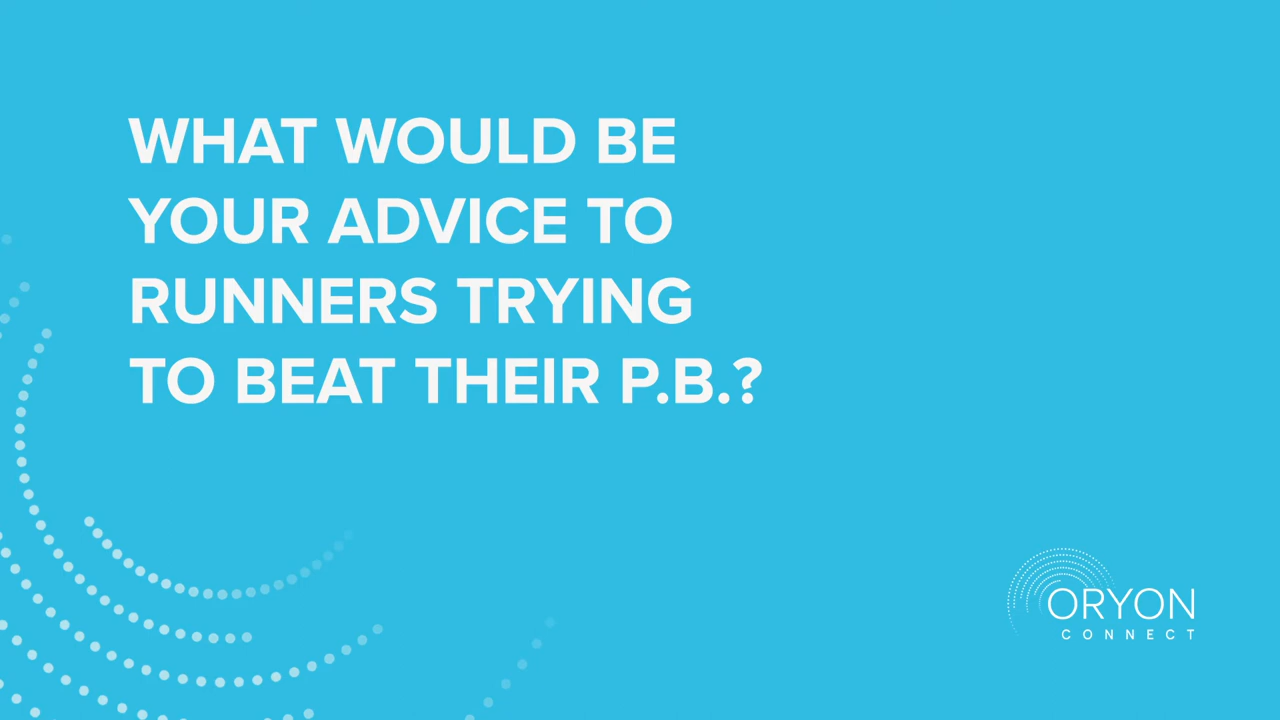 WHAT WOULD BE
YOUR ADVICE TO
RUNNERS TRYING
TO BEAT THEIR P.B.?
ORYON
CONNECT